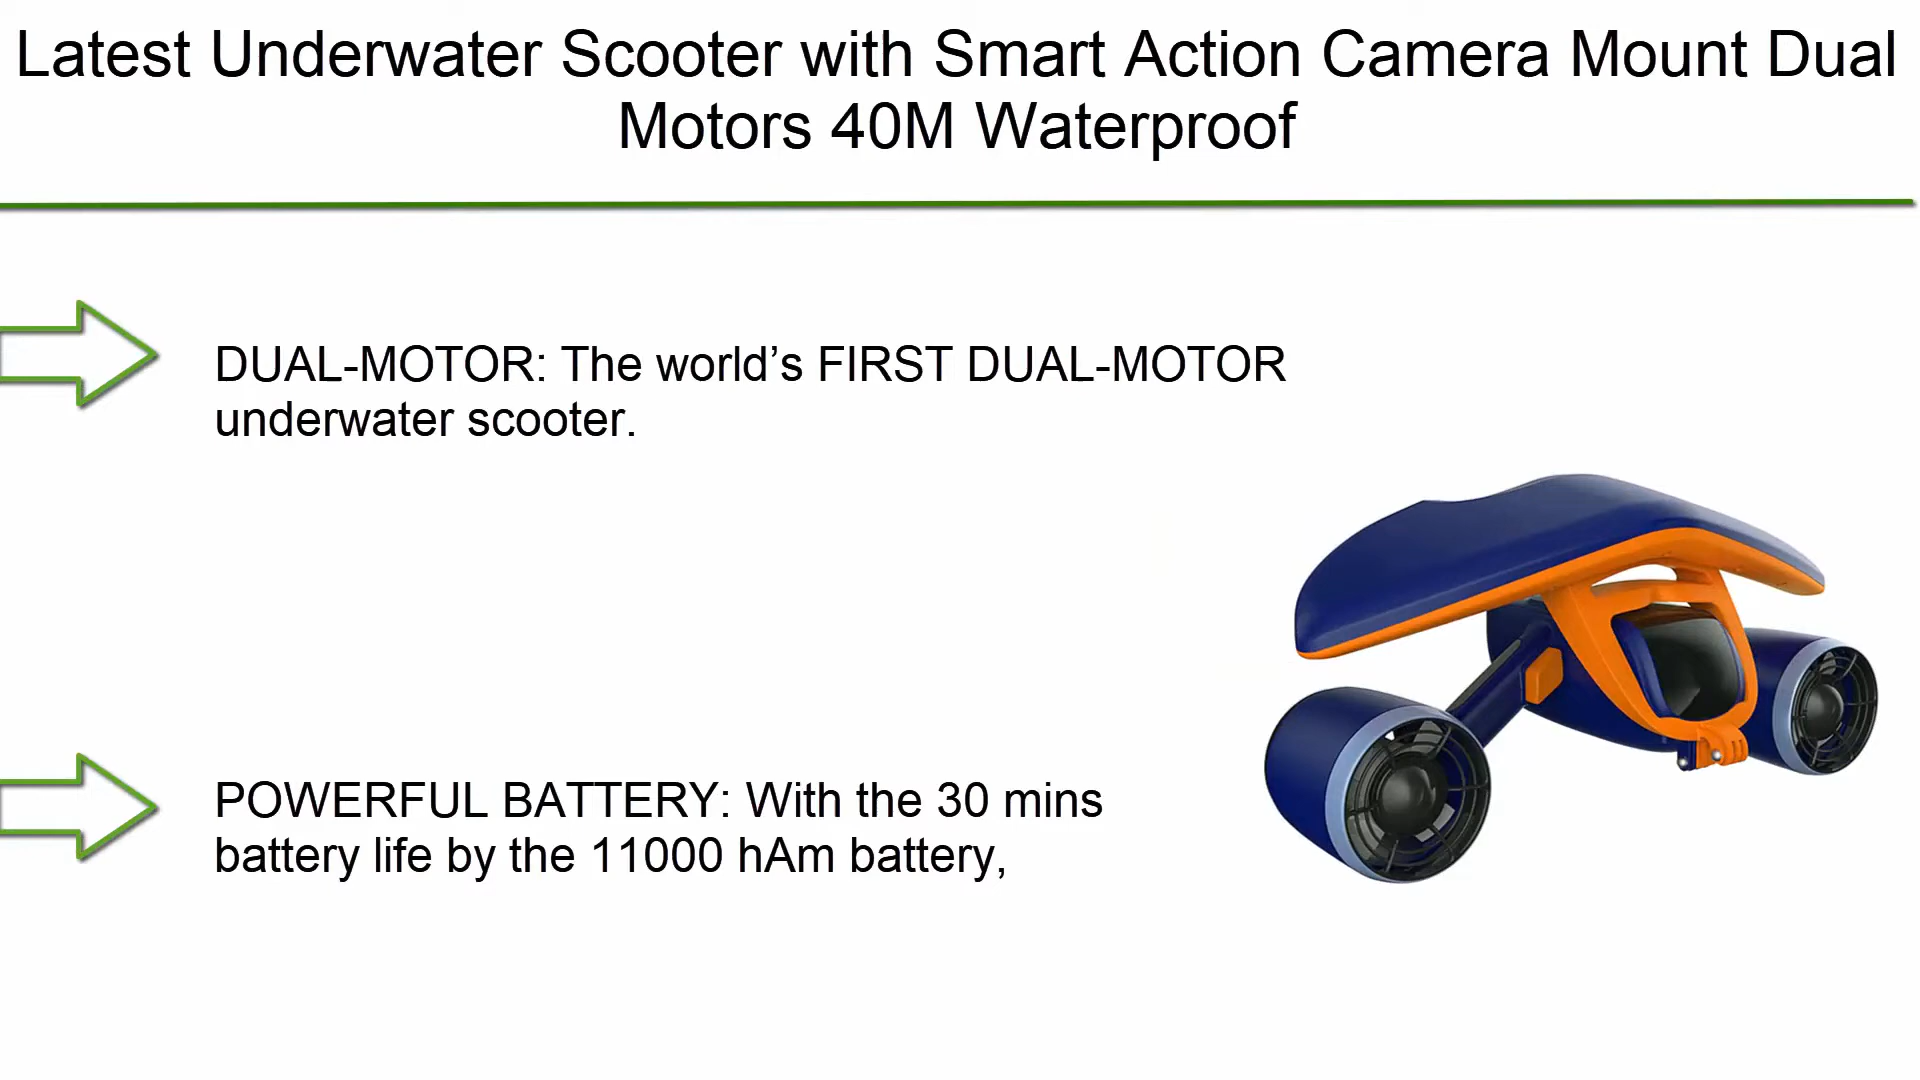 Latest Underwater Scooter with Smart Action Camera Mount Dual
Motors 40M Waterproof
DUAL-MOTOR: The world’s FIRST DUAL-MOTOR
underwater scooter.
POWERFUL BATTERY: With the 30 mins
battery life by the 11000 hAm battery,